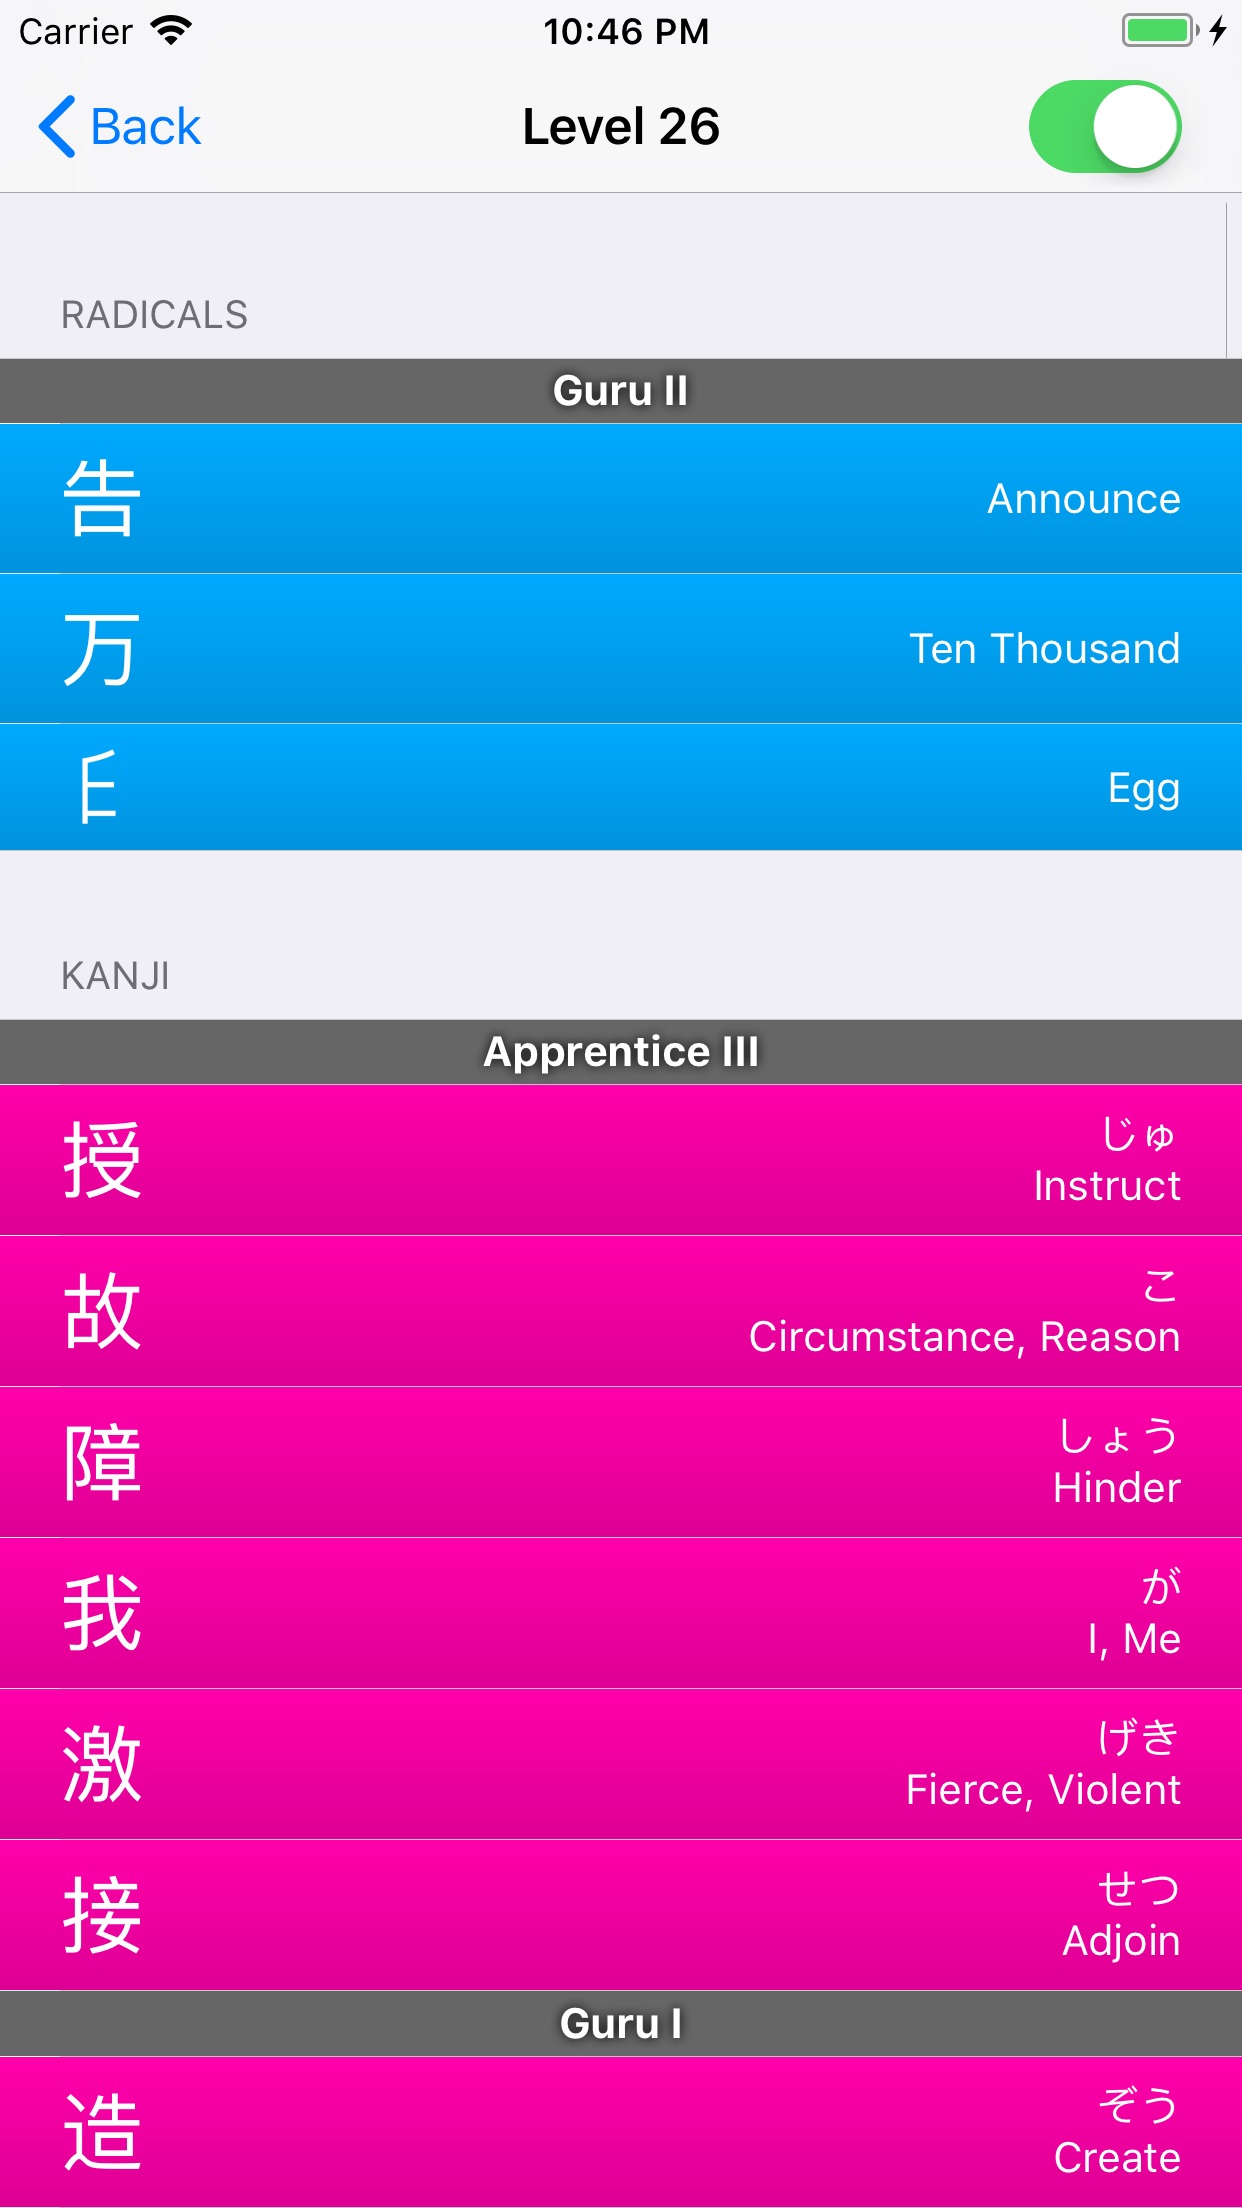 Carrier 10:46 PM
Back Level 26
RADICALS
Guru II
告 Announce
万 Ten Thousand
Egg
KANJI
Apprentice III
授 じゅ
Instruct
故 こ
Circumstance, Reason
障 しょう
Hinder
我 が
I, Me
激 げき
Fierce, Violent
接 せつ
Adjoin
Guru I
造 ぞう
Create